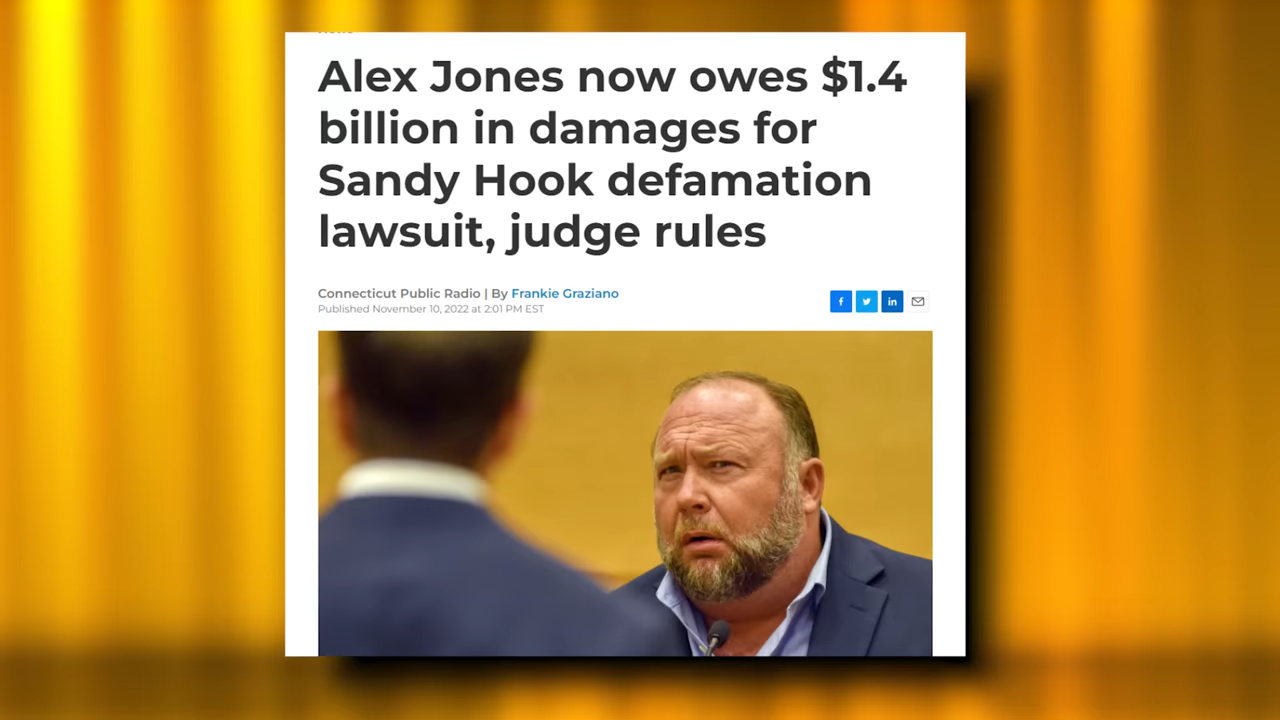 Alex Jones now owes $1.4
billion in damages for
Sandy Hook defamation
lawsuit, judge rules
Connecticut Public Radio | By Frankie Graziano
Published November 10, 2022 at 2:01 PM EST